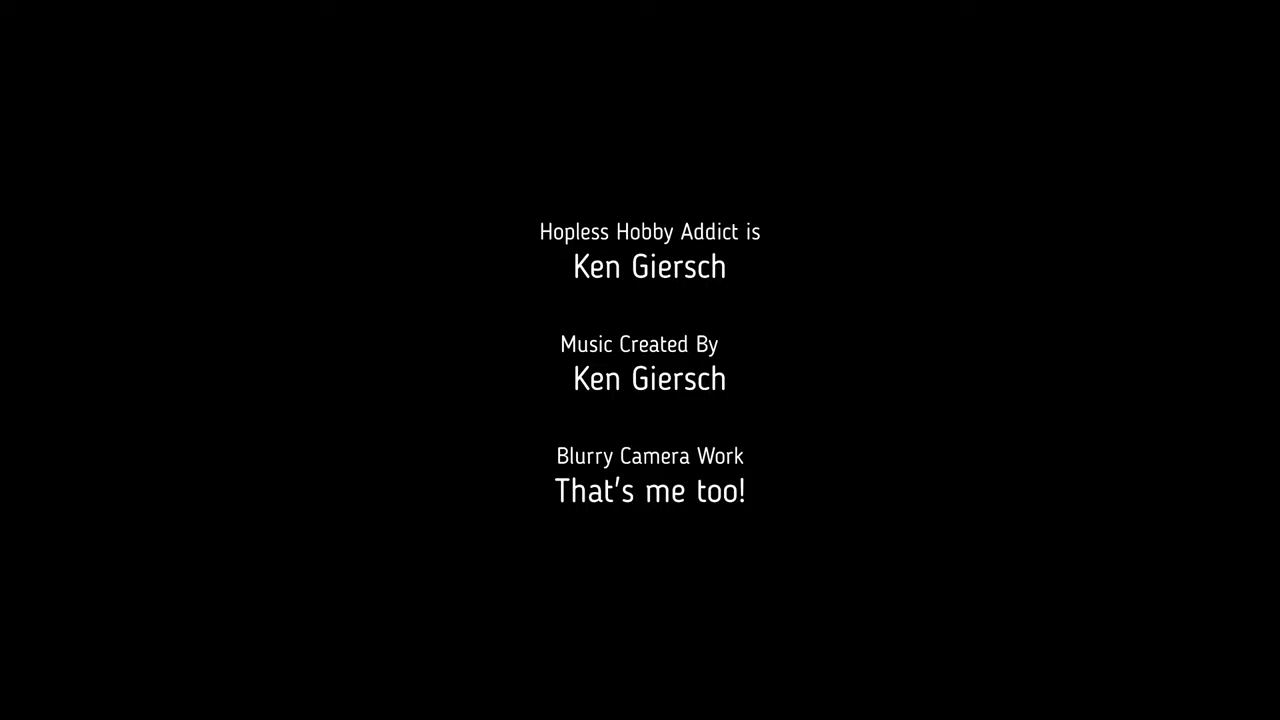 Hopless Hobby Addict is
Ken Giersch
Music Created By
Ken Giersch
Blurry Camera Work
That's me too!